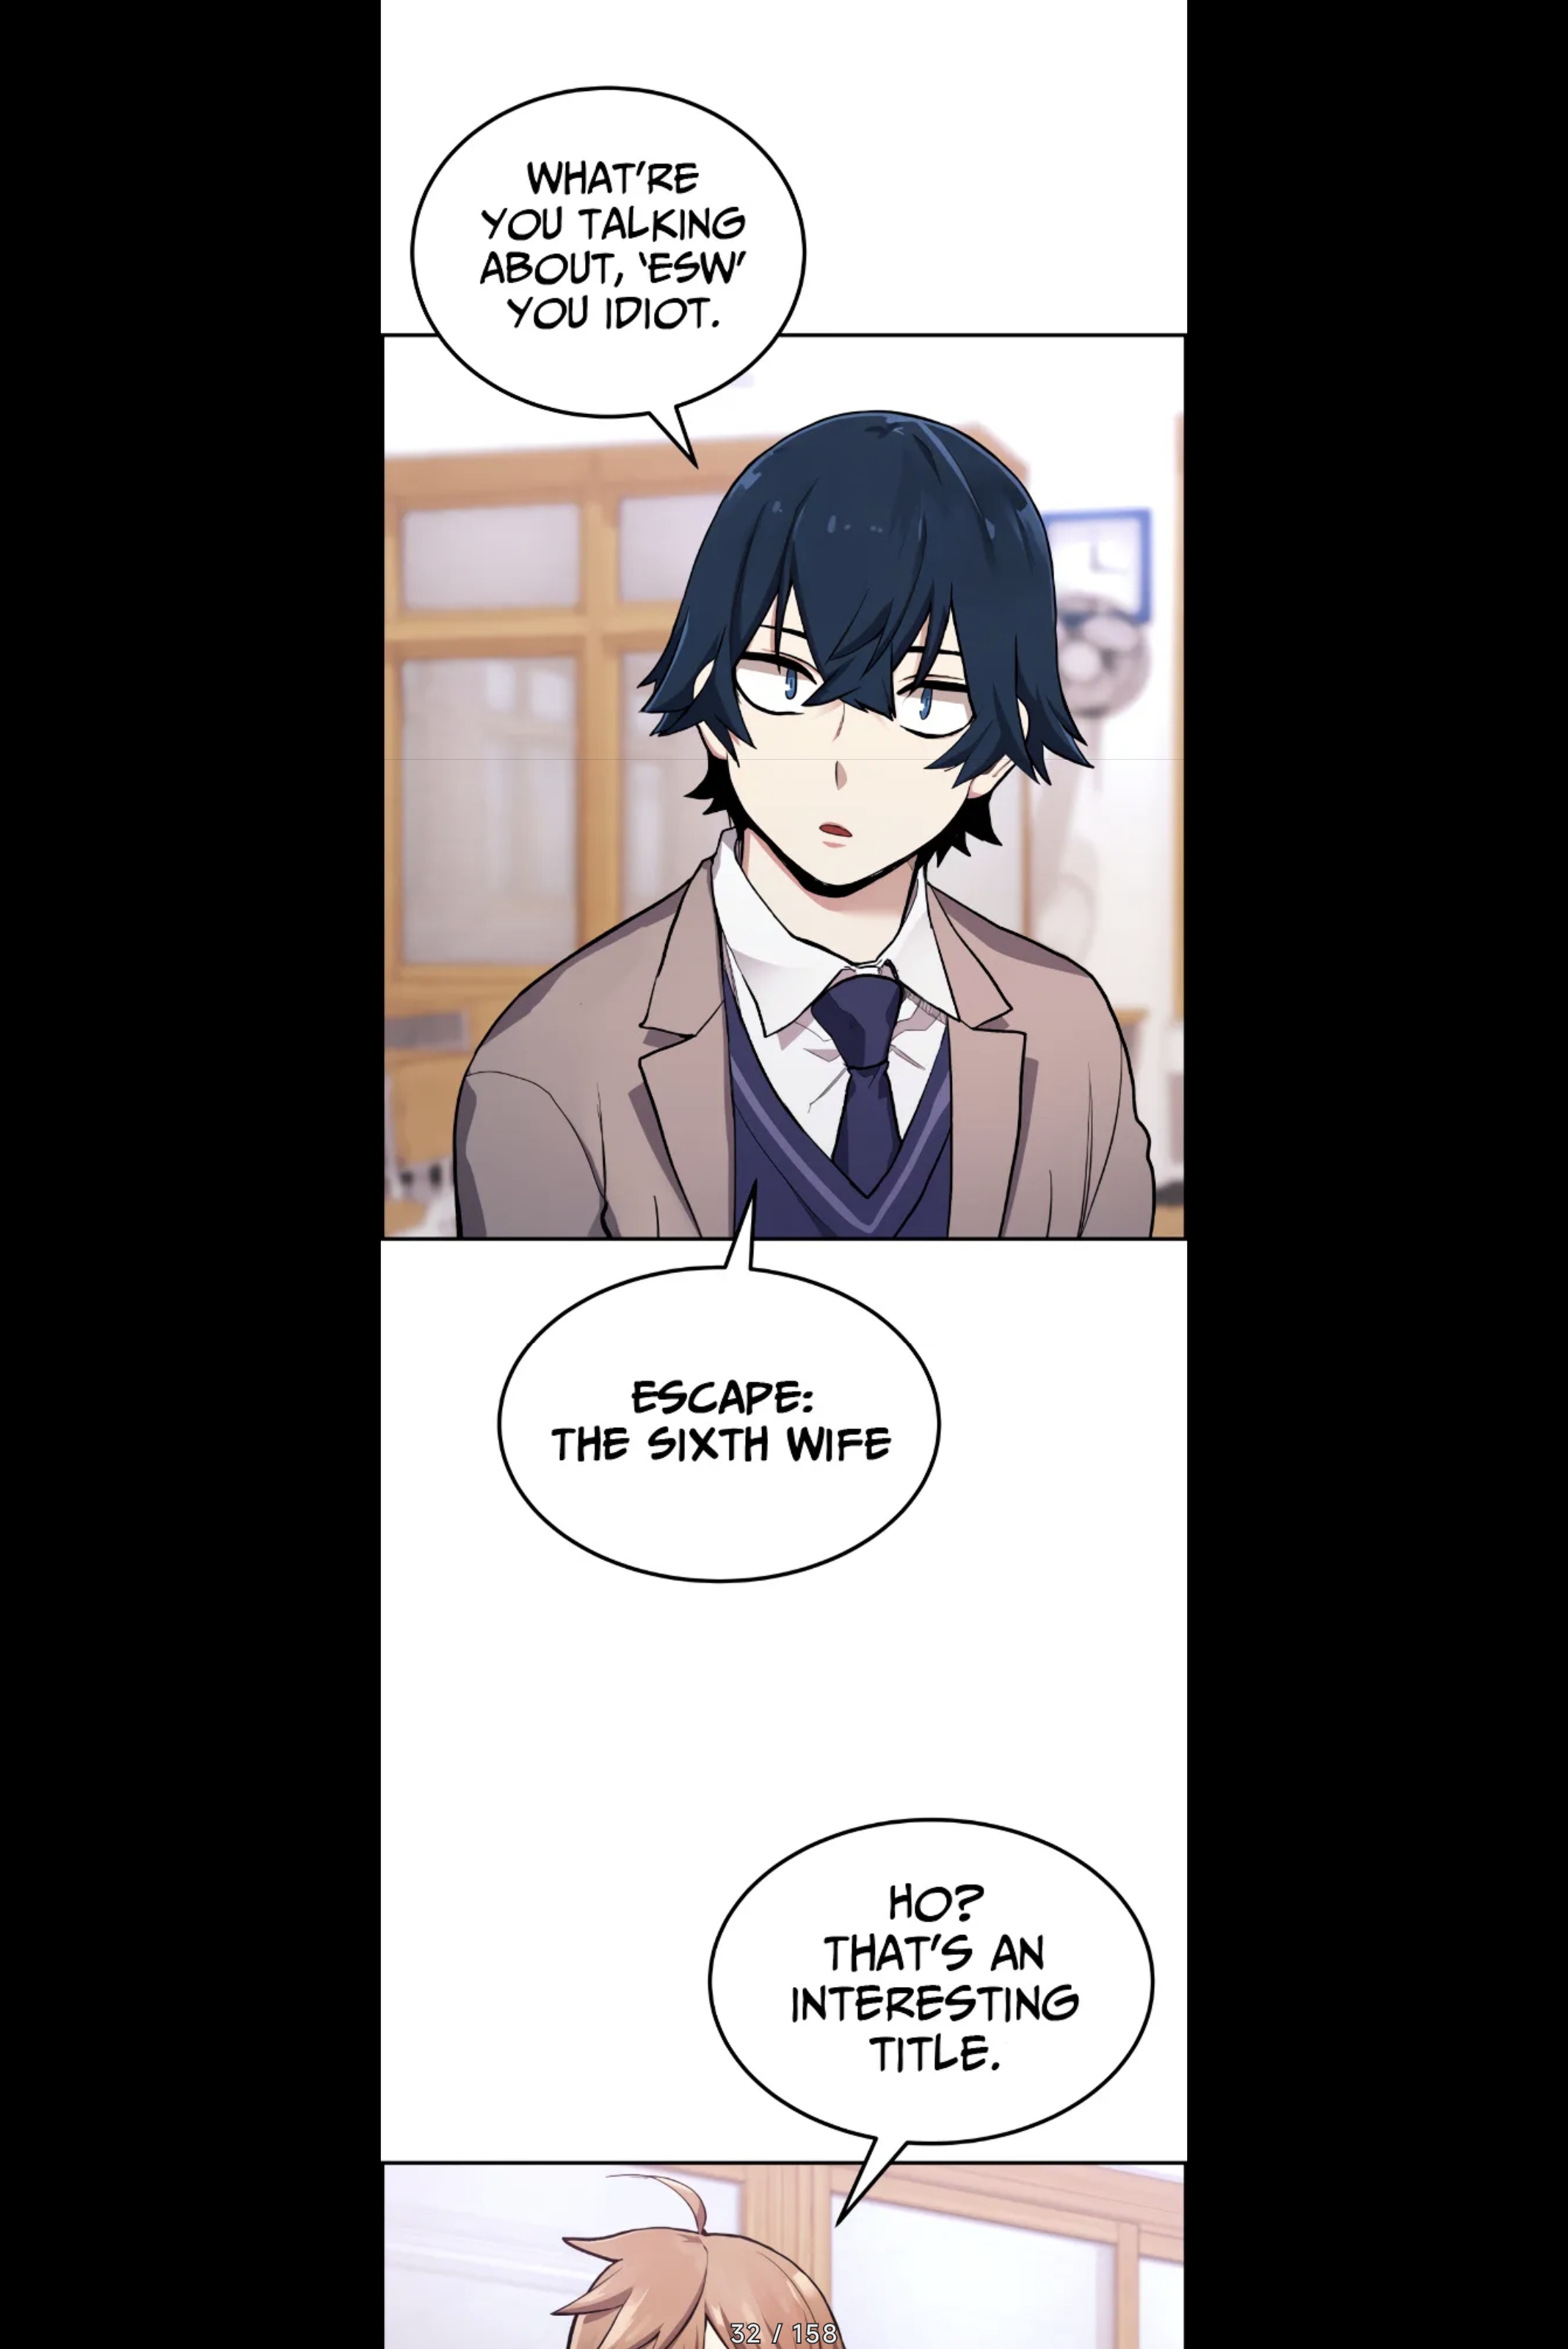 WHAT'RE
YOU TALKING
ABOUT, 'ESW'
YOU IDIOT.
ESCAPE:
THE SIXTH WIFE
HO?
THAT'S AN
INTERESTING
TITLE.
32 / 158